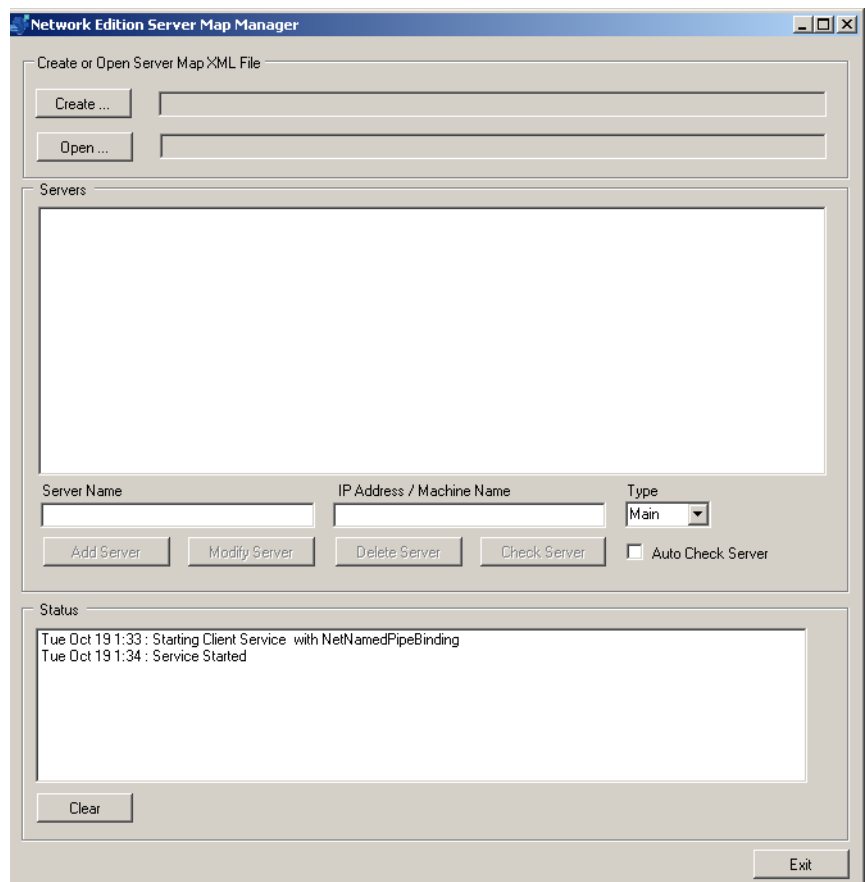 Network Edition Server Map Manager
Create or Open Server Map XML File
Create ...
Open ...
Servers
Server Name
IP Address / Machine Name
Type
Main
Add Server
Modify Server
Delete Server
Check Server
Auto Check Server
Status
Tue Oct 19 1:33 : Starting Client Service  with NetNamedPipeBinding
Tue Oct 19 1:34 : Service Started
Clear
Exit